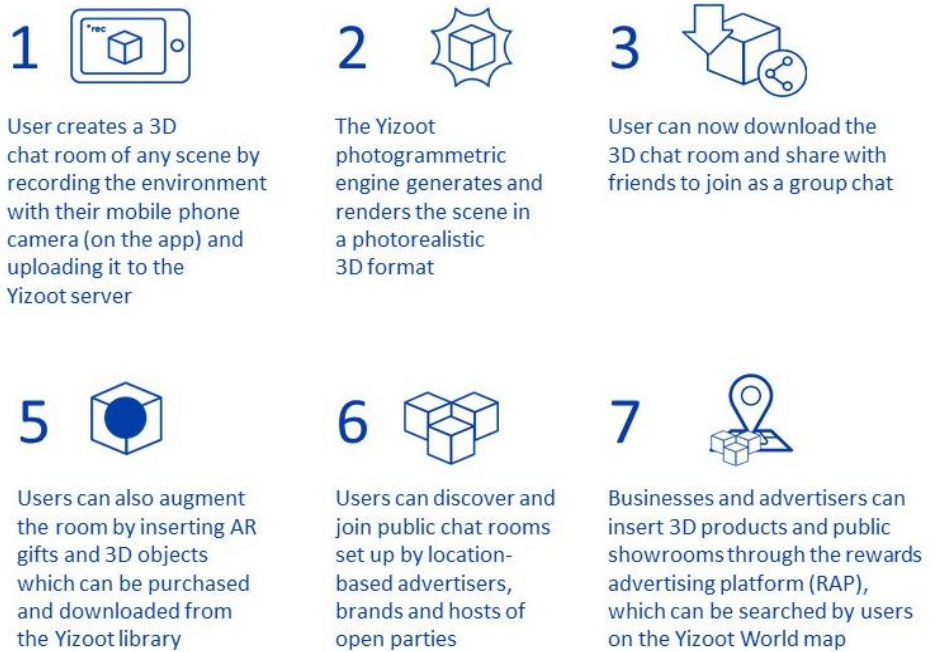 1
*rec
User creates a 3D
chat room of any scene by
recording the environment
with their mobile phone
camera (on the app) and
uploading it to the
Yizoot server
2
The Yizoot
photogrammetric
engine generates and
renders the scene in
a photorealistic
3D format
3
User can now download the
3D chat room and share with
friends to join as a group chat
5
Users can also augment
the room by inserting AR
gifts and 3D objects
which can be purchased
and downloaded from
the Yizoot library
6
Users can discover and
join public chat rooms
set up by location-
based advertisers,
brands and hosts of
open parties
7
Businesses and advertisers can
insert 3D products and public
showrooms through the rewards
advertising platform (RAP),
which can be searched by users
on the Yizoot World map